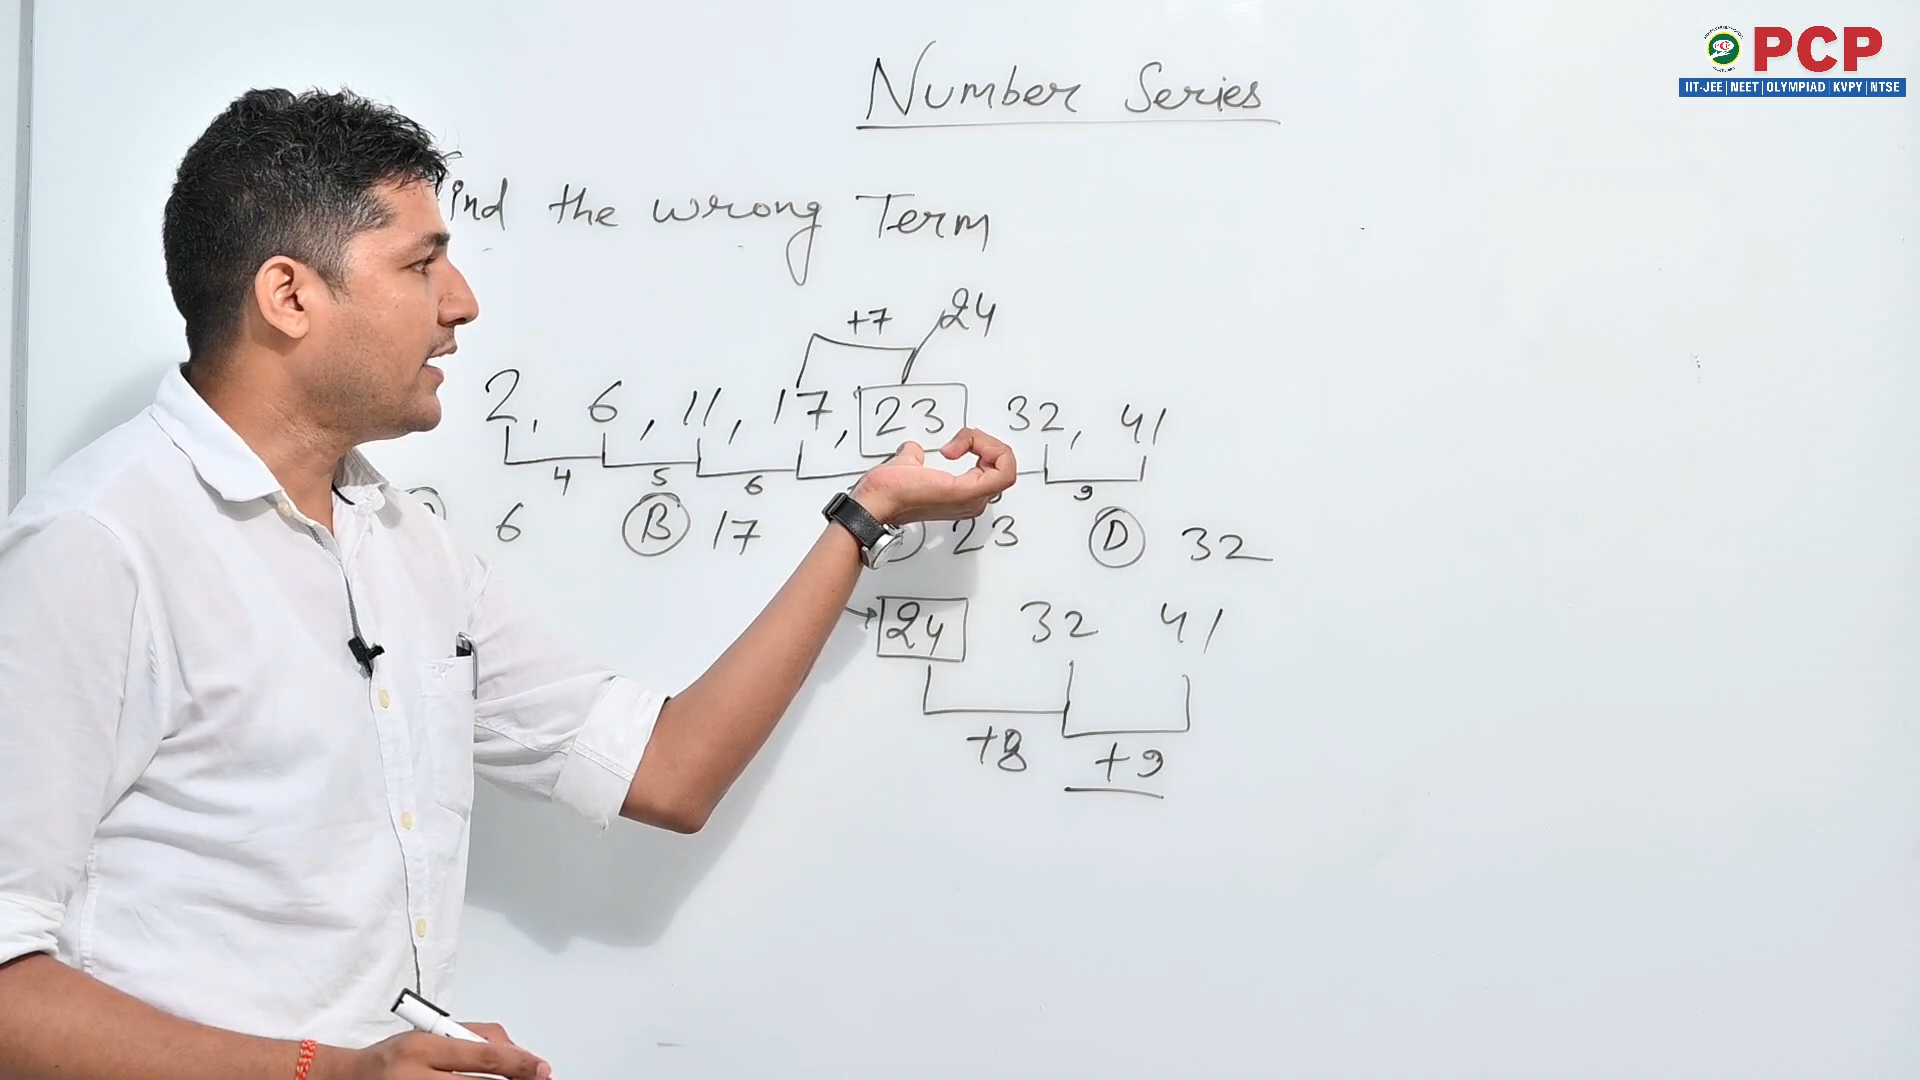 PCP
IIT-JEE | NEET | OLYMPIAD | KVPY | NTSE
Number Series
ind the wrong Term
+7 24
2, 6, 11, 17, 23 32, 41
4 5 6 9
6 B 17 23 D 32
→ 24 32 41
+8 +9